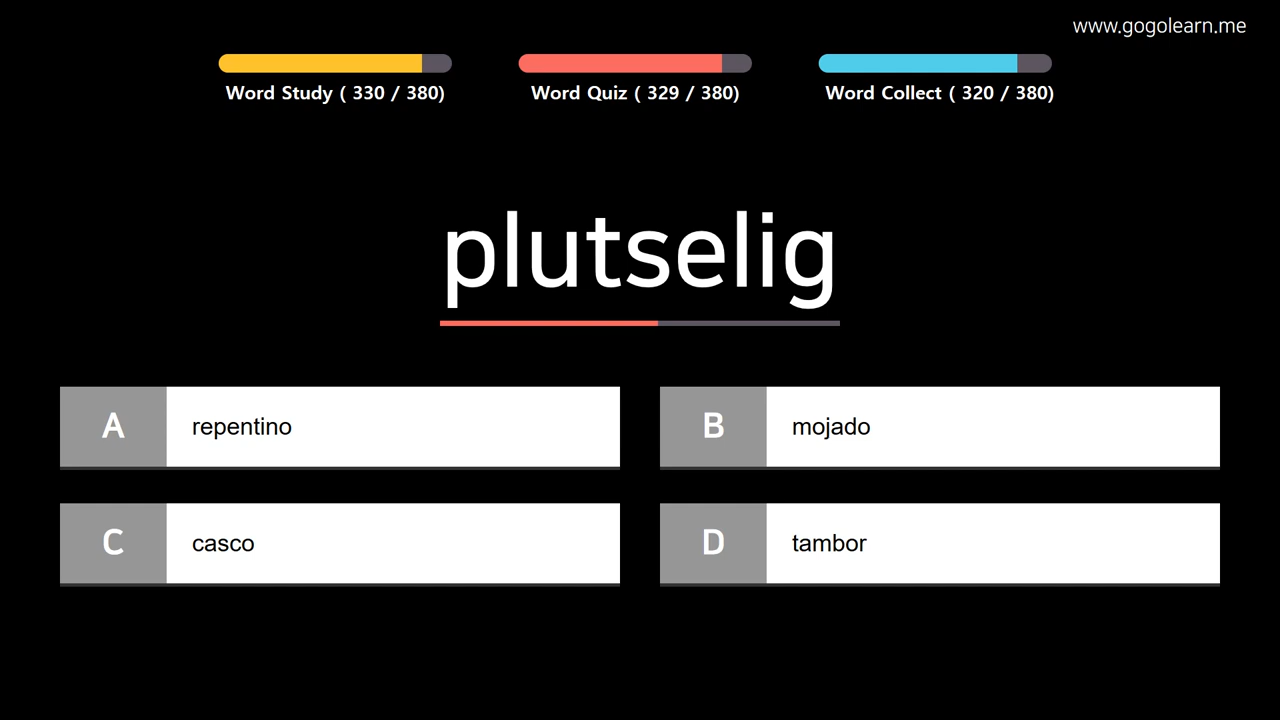 www.gogolearn.me
Word Study ( 330 / 380)
Word Quiz ( 329 / 380)
Word Collect ( 320 / 380)
plutselig
A repentino
B mojado
C casco
D tambor